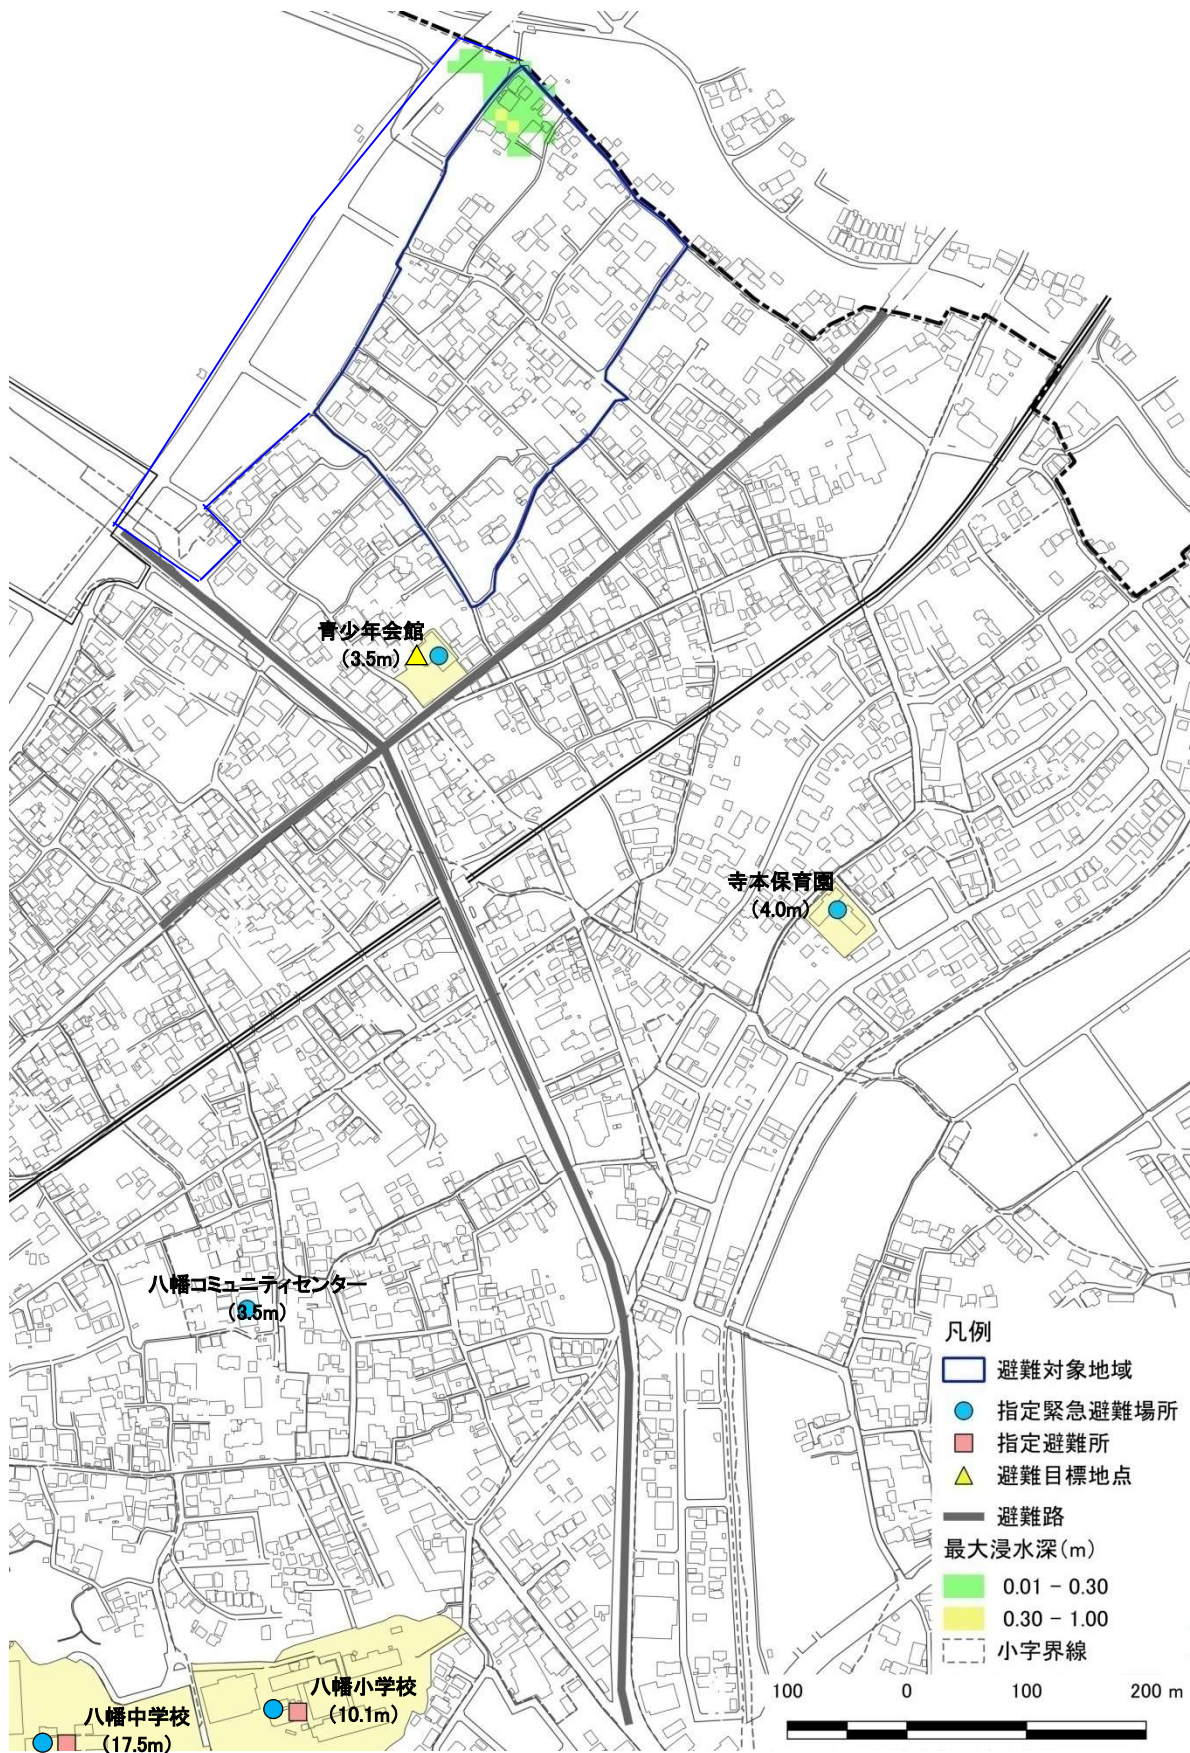 青少年会館
(3.5m)
寺本保育園
(4.0m)
八幡コミュニティセンター
(3.5m)
八幡小学校
(10.1m)
八幡中学校
(17.5m)
凡例
避難対象地域
指定緊急避難場所
指定避難所
避難目標地点
避難路
最大浸水深(m)
0.01 - 0.30
0.30 - 1.00
小字界線
100 0 100 200 m